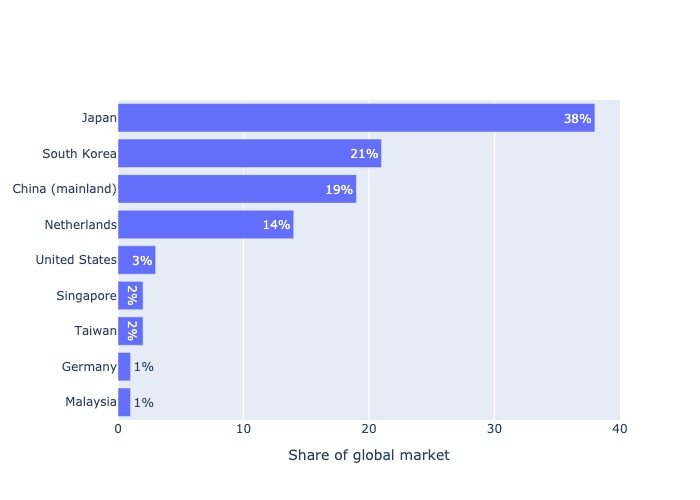 Japan 38%
South Korea 21%
China (mainland) 19%
Netherlands 14%
United States 3%
Singapore 2%
Taiwan 2%
Germany 1%
Malaysia 1%
0 10 20 30 40
Share of global market